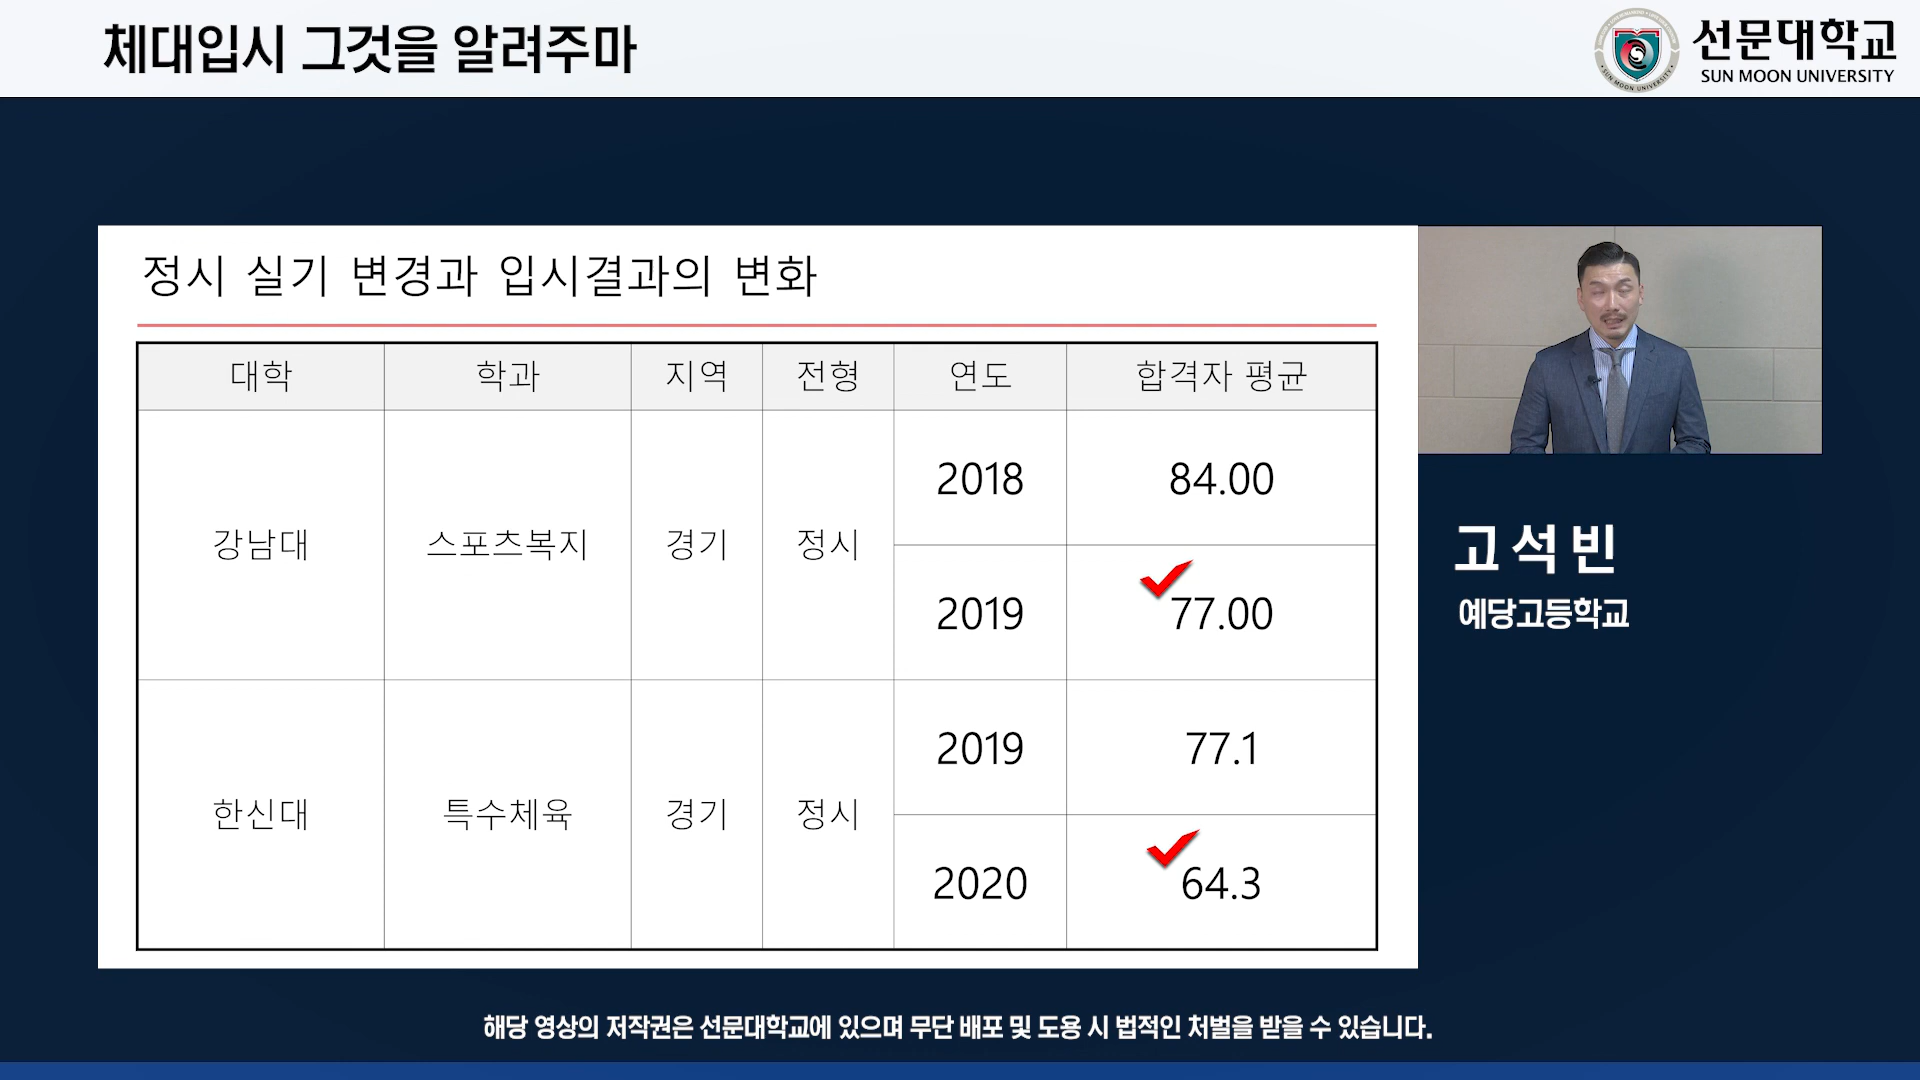 체대입시 그것을 알려주마
선문대학교
SUN MOON UNIVERSITY
정시 실기 변경과 입시결과의 변화
대학 학과 지역 전형 연도 합격자 평균
강남대 스포츠복지 경기 정시 2018 84.00
2019 77.00
한신대 특수체육 경기 정시 2019 77.1
2020 64.3
고석빈
예당고등학교
해당 영상의 저작권은 선문대학교에 있으며 무단 배포 및 도용 시 법적인 처벌을 받을 수 있습니다.